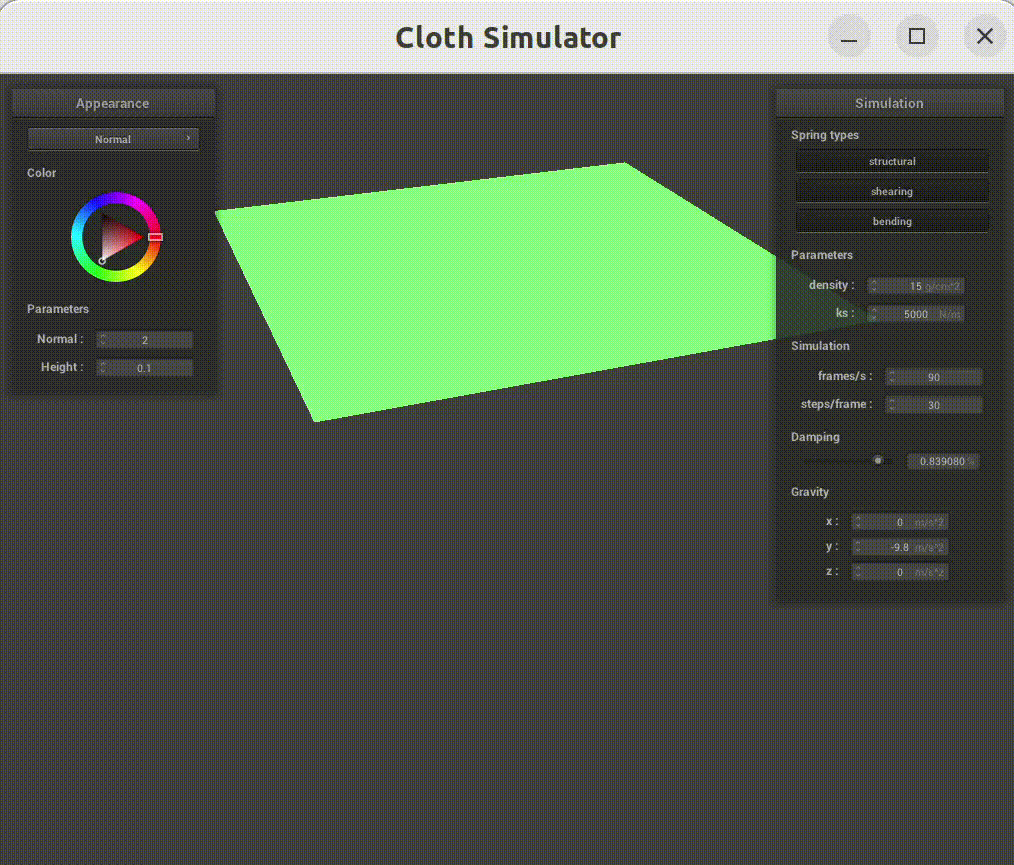 Cloth Simulator
Appearance
Normal
Color
Parameters
Normal : 2
Height : 0.1
Simulation
Spring types
structural
shearing
bending
Parameters
density : 15 g/cm^2
ks : 5000 N/m
Simulation
frames/s : 90
steps/frame : 30
Damping
0.839080 %
Gravity
x : 0 m/s^2
y : -9.8 m/s^2
z : 0 m/s^2